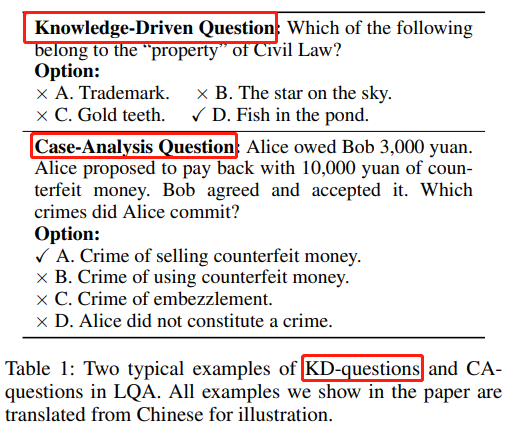 Knowledge-Driven Question: Which of the following
belong to the “property” of Civil Law?
Option:
× A. Trademark. × B. The star on the sky.
× C. Gold teeth. ✓ D. Fish in the pond.
Case-Analysis Question: Alice owed Bob 3,000 yuan.
Alice proposed to pay back with 10,000 yuan of coun-
terfeit money. Bob agreed and accepted it. Which
crimes did Alice commit?
Option:
✓ A. Crime of selling counterfeit money.
× B. Crime of using counterfeit money.
× C. Crime of embezzlement.
× D. Alice did not constitute a crime.
Table 1: Two typical examples of KD-questions and CA-
questions in LQA. All examples we show in the paper are
translated from Chinese for illustration.